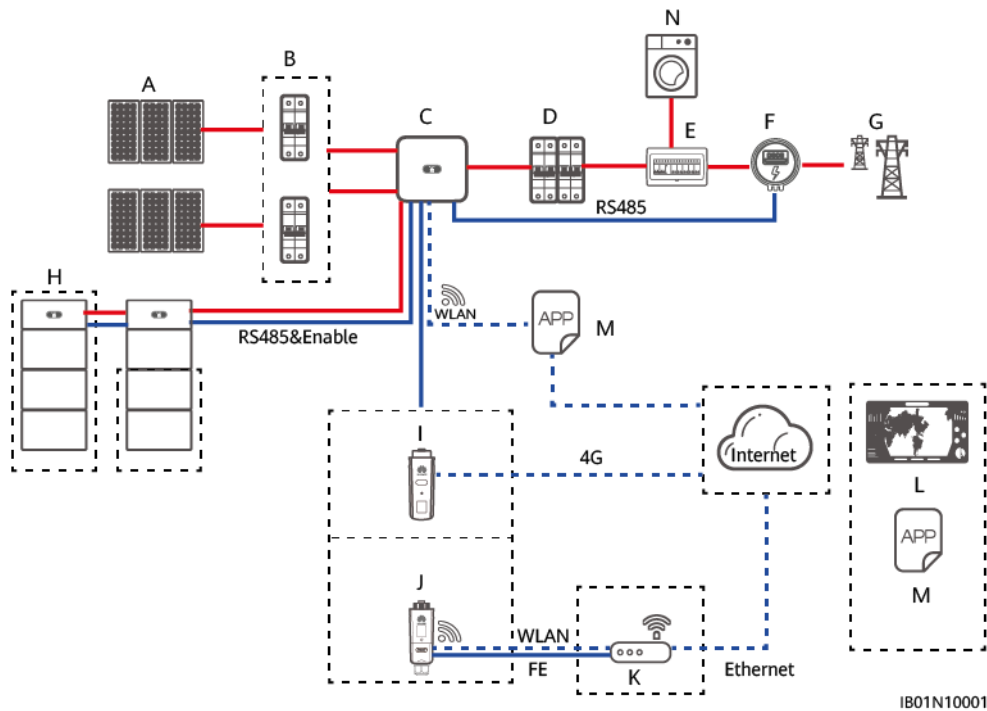 N
A
B
C
D
E
F
G
RS485
H
RS485&Enable
WLAN
APP
M
I
4G
Internet
L
APP
M
J
WLAN
FE
K
Ethernet
IB01N10001